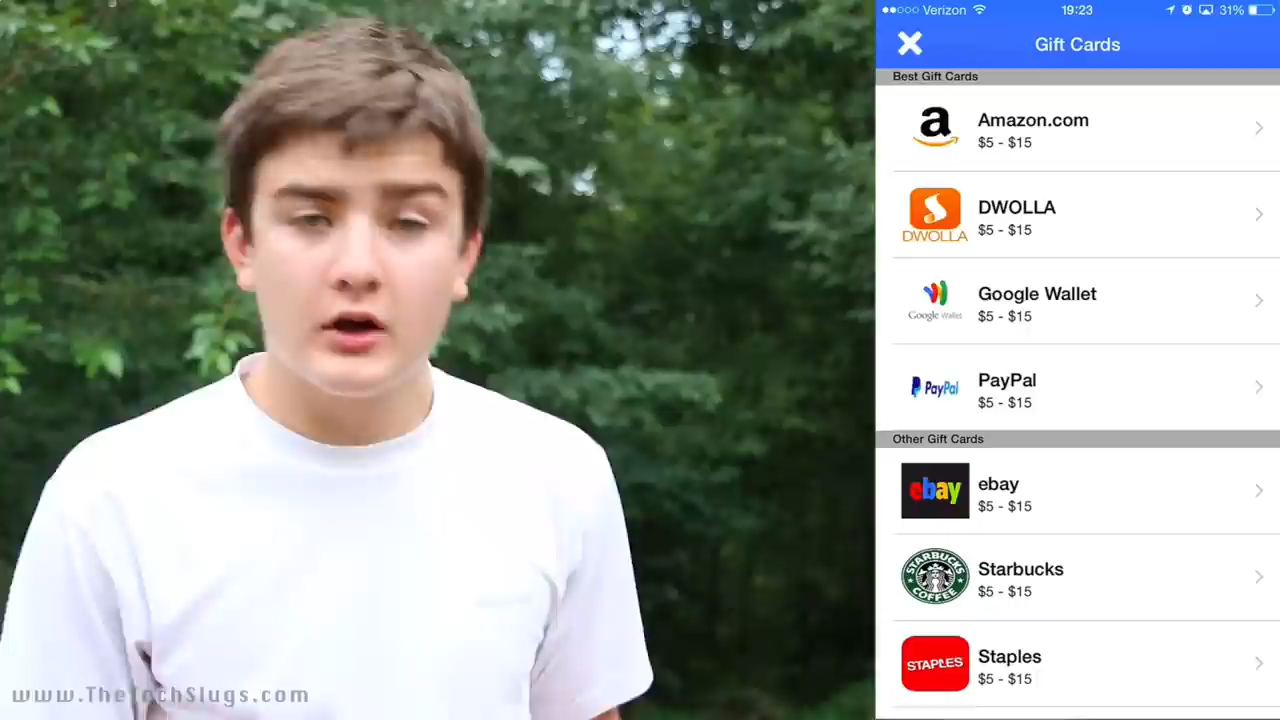 Verizon 19:23 31%
Gift Cards
Best Gift Cards
a
Amazon.com
$5 - $15
DWOLLA
DWOLLA
$5 - $15
Google Wallet
Google Wallet
$5 - $15
PayPal
PayPal
$5 - $15
Other Gift Cards
ebay
ebay
$5 - $15
STARBUCKS
COFFEE
Starbucks
$5 - $15
STAPLES
Staples
$5 - $15
www.TheTechSlugs.com